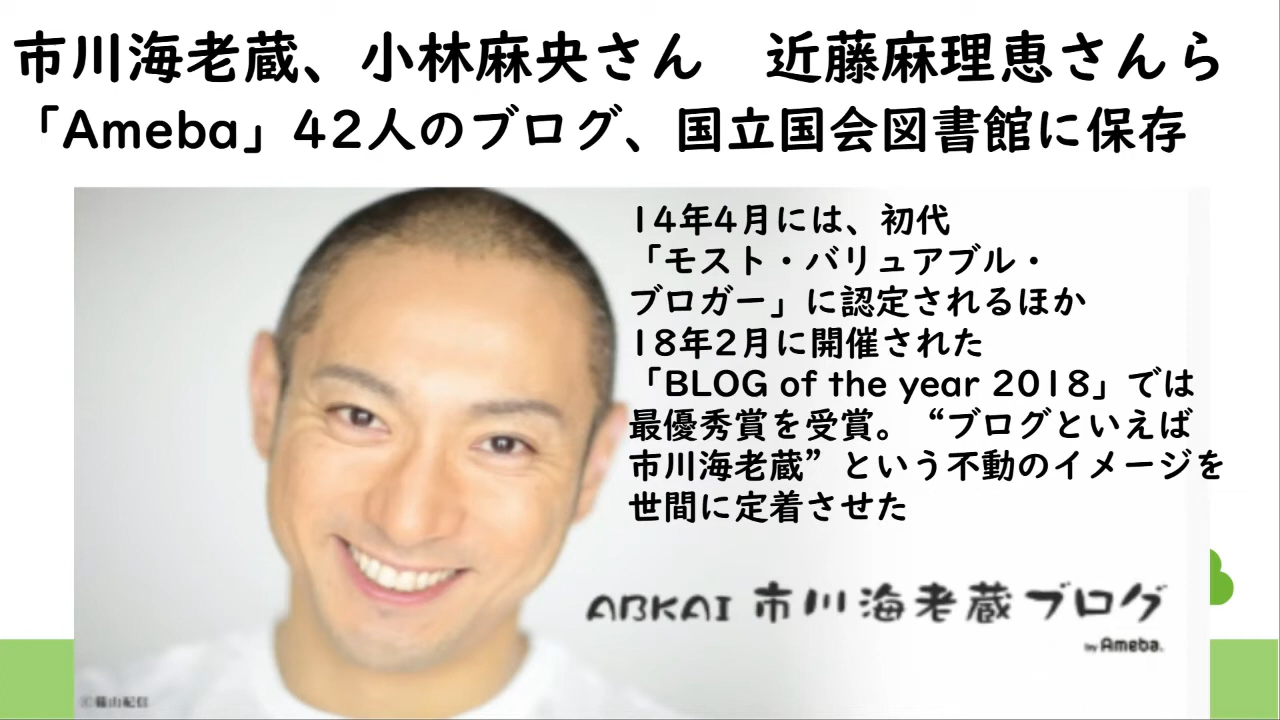 市川海老蔵、小林麻央さん　近藤麻理恵さんら
「Ameba」42人のブログ、国立国会図書館に保存
14年4月には、初代
「モスト・バリュアブル・
ブロガー」に認定されるほか
18年2月に開催された
「BLOG of the year 2018」では
最優秀賞を受賞。“ブログといえば
市川海老蔵”という不動のイメージを
世間に定着させた
ABKAI 市川海老蔵ブログ
by Ameba.
©篠山紀信